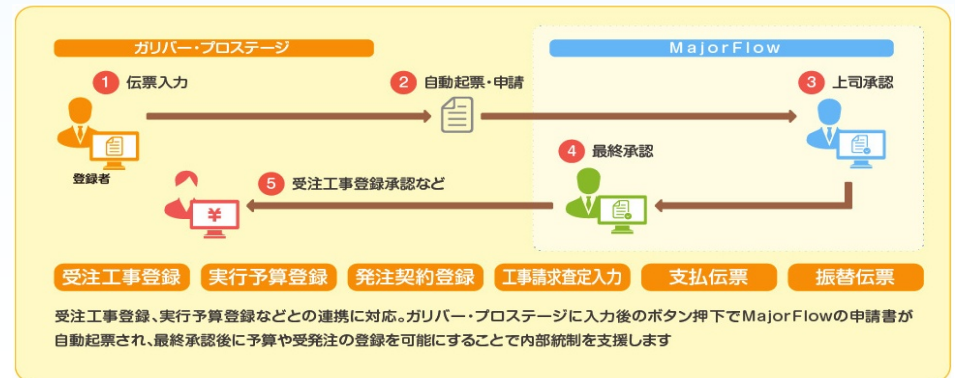 ガリバー・プロステージ
MajorFlow
1 伝票入力
2 自動起票・申請
3 上司承認
登録者
4 最終承認
5 受注工事登録承認など
¥
受注工事登録
実行予算登録
発注契約登録
工事請求査定入力
支払伝票
振替伝票
受注工事登録、実行予算登録などとの連携に対応。ガリバー・プロステージに入力後のボタン押下でMajorFlowの申請書が
自動起票され、最終承認後に予算や受発注の登録を可能にすることで内部統制を支援します